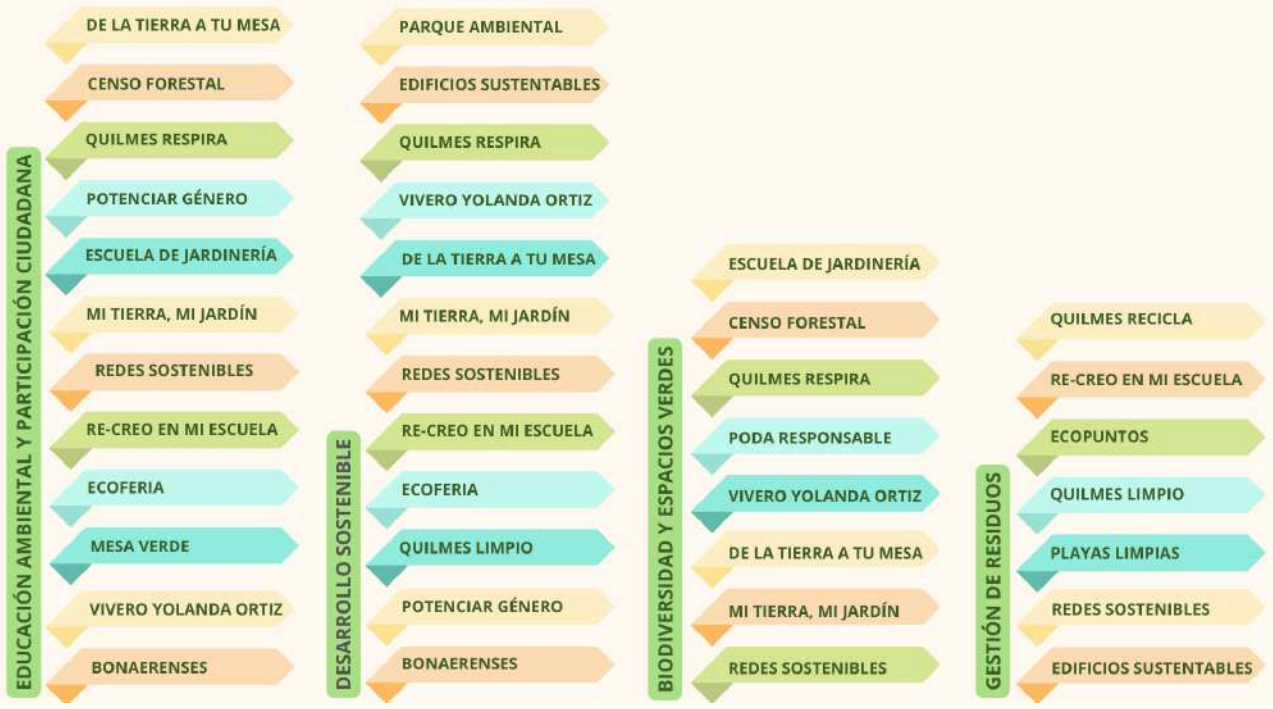 EDUCACIÓN AMBIENTAL Y PARTICIPACIÓN CIUDADANA
DE LA TIERRA A TU MESA
CENSO FORESTAL
QUILMES RESPIRA
POTENCIAR GÉNERO
ESCUELA DE JARDINERÍA
MI TIERRA, MI JARDÍN
REDES SOSTENIBLES
RE-CREO EN MI ESCUELA
ECOFERIA
MESA VERDE
VIVERO YOLANDA ORTIZ
BONAERENSES
DESARROLLO SOSTENIBLE
PARQUE AMBIENTAL
EDIFICIOS SUSTENTABLES
QUILMES RESPIRA
VIVERO YOLANDA ORTIZ
DE LA TIERRA A TU MESA
MI TIERRA, MI JARDÍN
REDES SOSTENIBLES
RE-CREO EN MI ESCUELA
ECOFERIA
QUILMES LIMPIO
POTENCIAR GÉNERO
BONAERENSES
BIODIVERSIDAD Y ESPACIOS VERDES
ESCUELA DE JARDINERÍA
CENSO FORESTAL
QUILMES RESPIRA
PODA RESPONSABLE
VIVERO YOLANDA ORTIZ
DE LA TIERRA A TU MESA
MI TIERRA, MI JARDÍN
REDES SOSTENIBLES
GESTIÓN DE RESIDUOS
QUILMES RECICLA
RE-CREO EN MI ESCUELA
ECOPUNTOS
QUILMES LIMPIO
PLAYAS LIMPIAS
REDES SOSTENIBLES
EDIFICIOS SUSTENTABLES